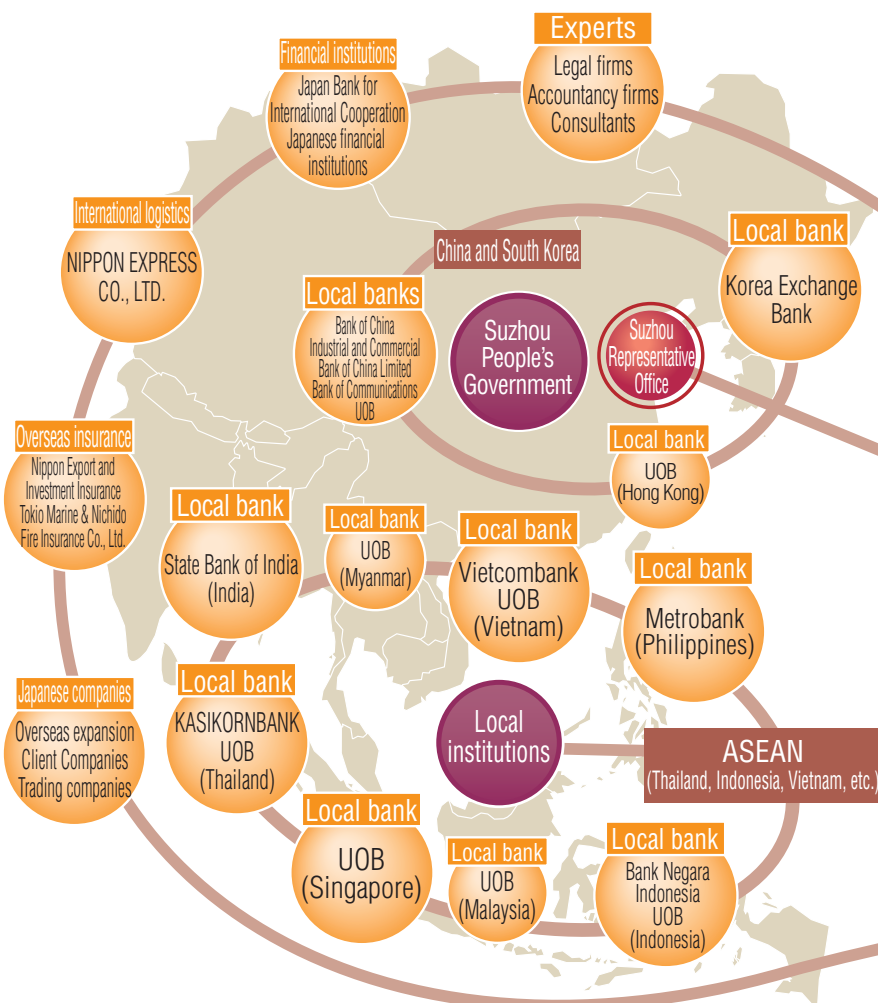 Experts
Legal firms
Accountancy firms
Consultants
Financial institutions
Japan Bank for
International Cooperation
Japanese financial
institutions
International logistics
NIPPON EXPRESS
CO., LTD.
China and South Korea
Local bank
Korea Exchange
Bank
Local banks
Bank of China
Industrial and Commercial
Bank of China Limited
Bank of Communications
UOB
Suzhou
People's
Government
Suzhou
Representative
Office
Overseas insurance
Nippon Export and
Investment Insurance
Tokio Marine & Nichido
Fire Insurance Co., Ltd.
Local bank
UOB
(Hong Kong)
Local bank
State Bank of India
(India)
Local bank
UOB
(Myanmar)
Local bank
Vietcombank
UOB
(Vietnam)
Local bank
Metrobank
(Philippines)
Japanese companies
Overseas expansion
Client Companies
Trading companies
Local bank
KASIKORNBANK
UOB
(Thailand)
Local
institutions
ASEAN
(Thailand, Indonesia, Vietnam, etc.)
Local bank
UOB
(Singapore)
Local bank
UOB
(Malaysia)
Local bank
Bank Negara
Indonesia
UOB
(Indonesia)